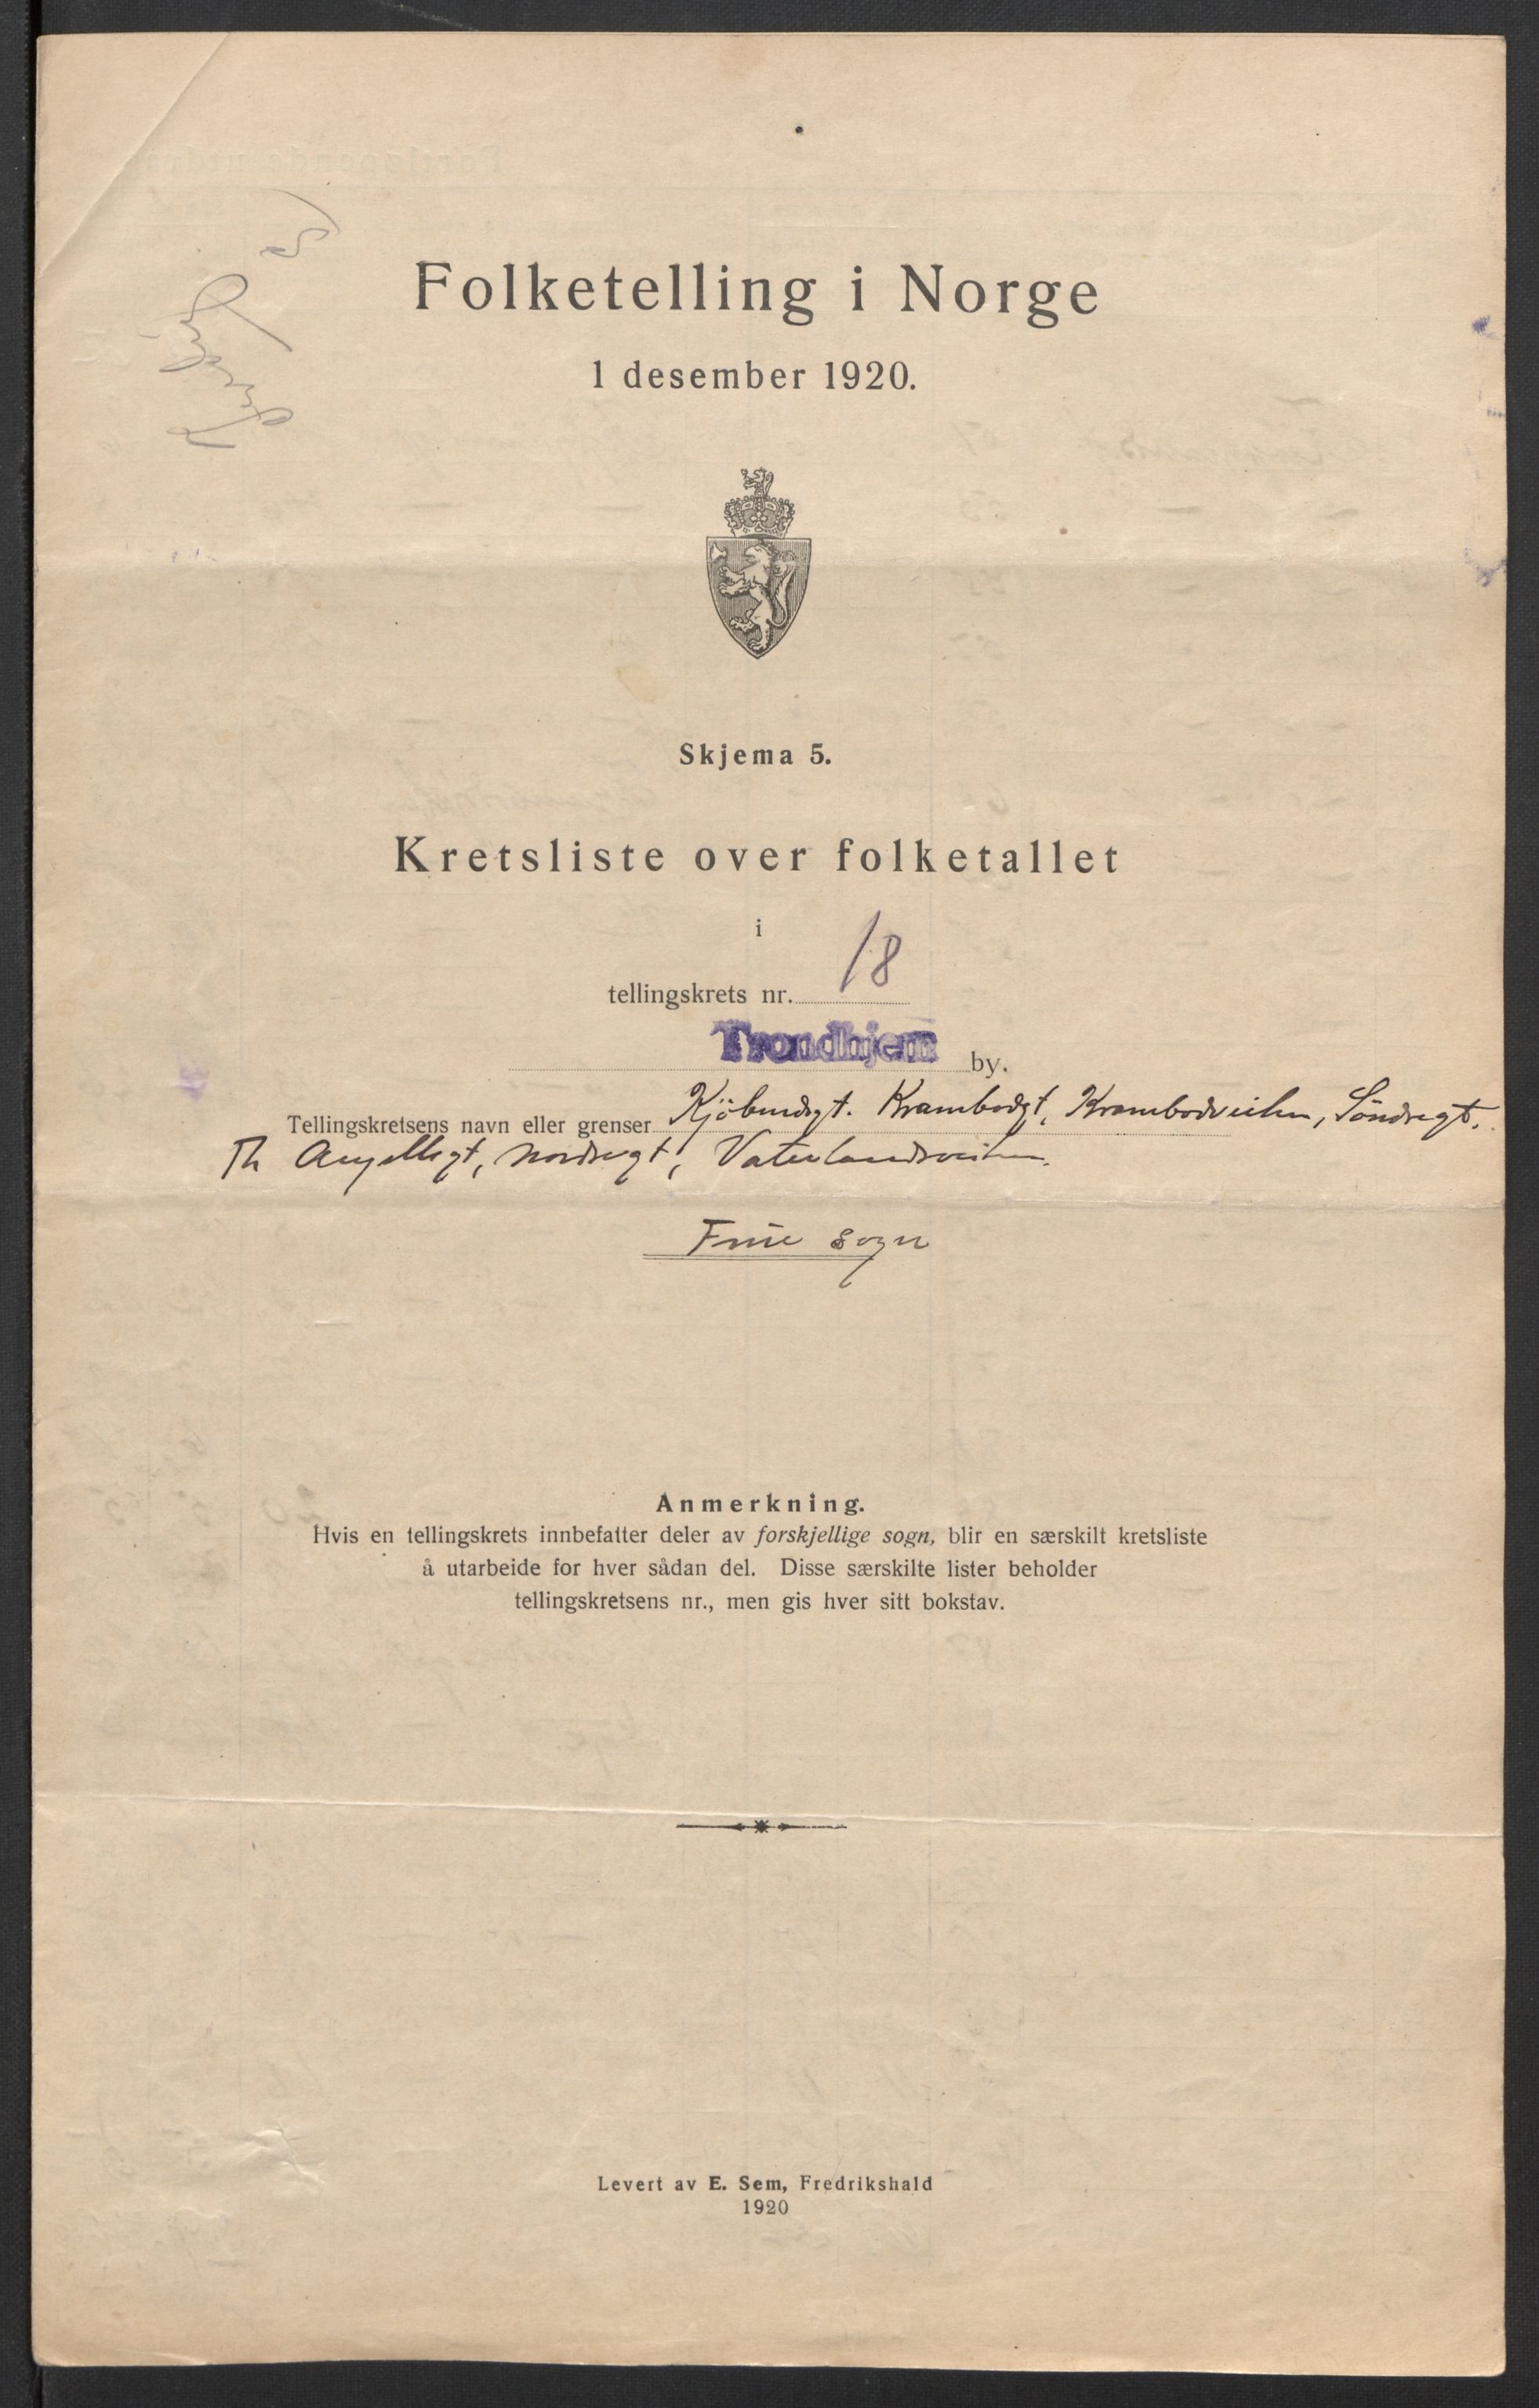 Folketelling i Norge
1 desember 1920.
Skjema 5.
Kretsliste over folketallet
i
tellingskrets nr. 18
Trondhjem by.
Tellingskretsens navn eller grenser Kjöbmdsgt. Krambodgt, Krambodveiten, Söndregt.
Th Angellsgt, Nordregt, Vaterlandsveiten.
Frue sogn
Anmerkning.
Hvis en tellingskrets innbefatter deler av forskjellige sogn, blir en særskilt kretsliste
å utarbeide for hver sådan del. Disse særskilte lister beholder
tellingskretsens nr., men gis hver sitt bokstav.
Levert av E. Sem, Fredrikshald
1920